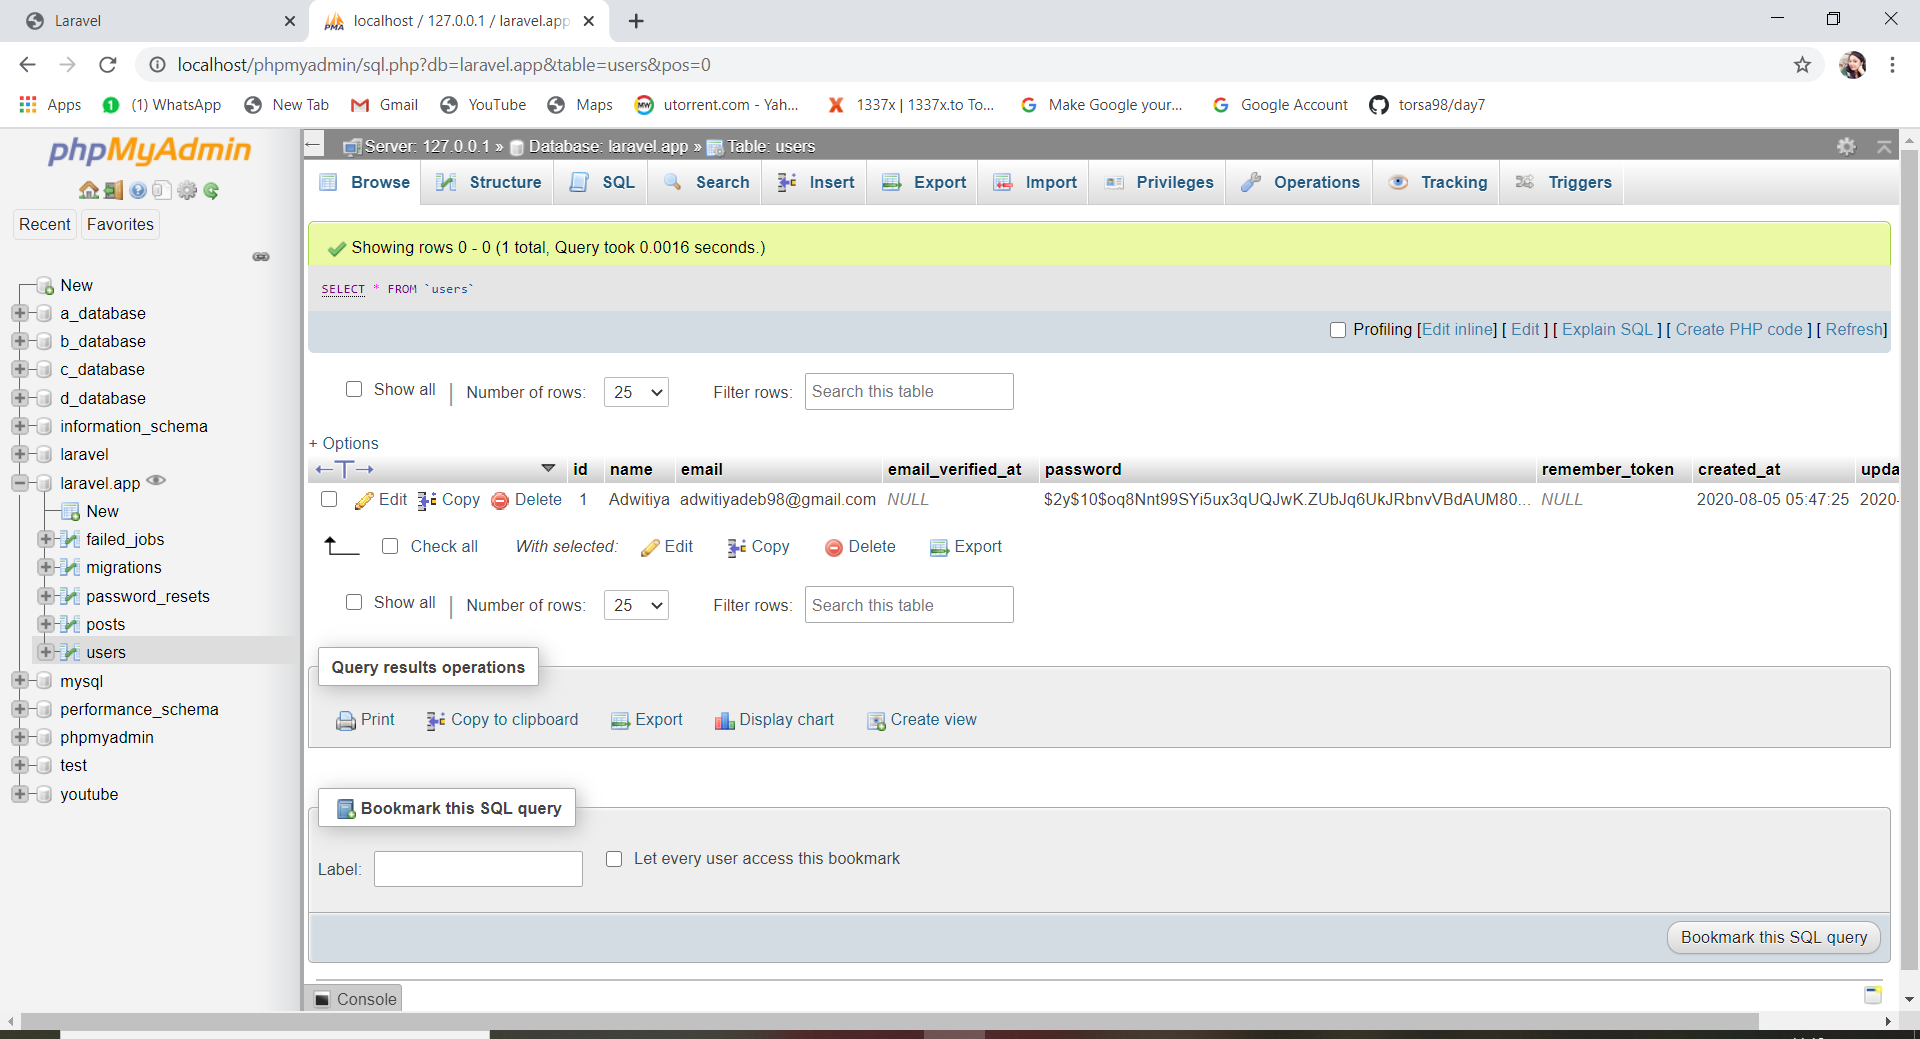 Laravel
localhost / 127.0.0.1 / laravel.app
localhost/phpmyadmin/sql.php?db=laravel.app&table=users&pos=0
Apps (1) WhatsApp New Tab Gmail YouTube Maps utorrent.com - Yah... 1337x | 1337x.to To... Make Google your... Google Account torsa98/day7
phpMyAdmin
Recent Favorites
New
a_database
b_database
c_database
d_database
information_schema
laravel
laravel.app
New
failed_jobs
migrations
password_resets
posts
users
mysql
performance_schema
phpmyadmin
test
youtube
Server: 127.0.0.1 » Database: laravel.app » Table: users
Browse Structure SQL Search Insert Export Import Privileges Operations Tracking Triggers
Showing rows 0 - 0 (1 total, Query took 0.0016 seconds.)
SELECT * FROM `users`
Profiling [Edit inline] [ Edit ] [ Explain SQL ] [ Create PHP code ] [ Refresh]
Show all | Number of rows: 25 Filter rows: Search this table
+ Options
id name email email_verified_at password remember_token created_at upda
Edit Copy Delete 1 Adwitiya adwitiyadeb98@gmail.com NULL $2y$10$oq8Nnt99SYi5ux3qUQJwK.ZUbJq6UkJRbnvVBdAUM80... NULL 2020-08-05 05:47:25 2020-
Check all With selected: Edit Copy Delete Export
Show all | Number of rows: 25 Filter rows: Search this table
Query results operations
Print Copy to clipboard Export Display chart Create view
Bookmark this SQL query
Label: Let every user access this bookmark
Bookmark this SQL query
Console